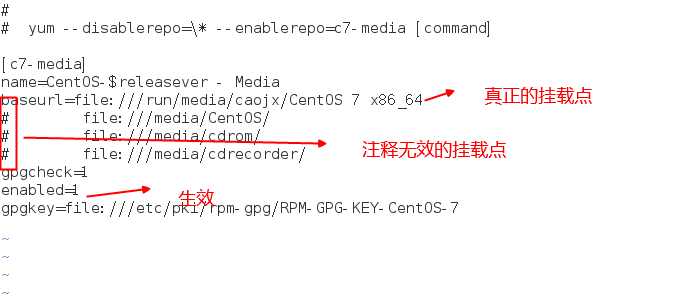 #
#  yum --disablerepo=\* --enablerepo=c7-media [command]
[c7-media]
name=CentOS-$releasever - Media
baseurl=file:///run/media/caojx/CentOS 7 x86_64 真正的挂载点
#        file:///media/CentOS/
#        file:///media/cdrom/
#        file:///media/cdrecorder/ 注释无效的挂载点
gpgcheck=1
enabled=1 生效
gpgkey=file:///etc/pki/rpm-gpg/RPM-GPG-KEY-CentOS-7
~
~
~
~